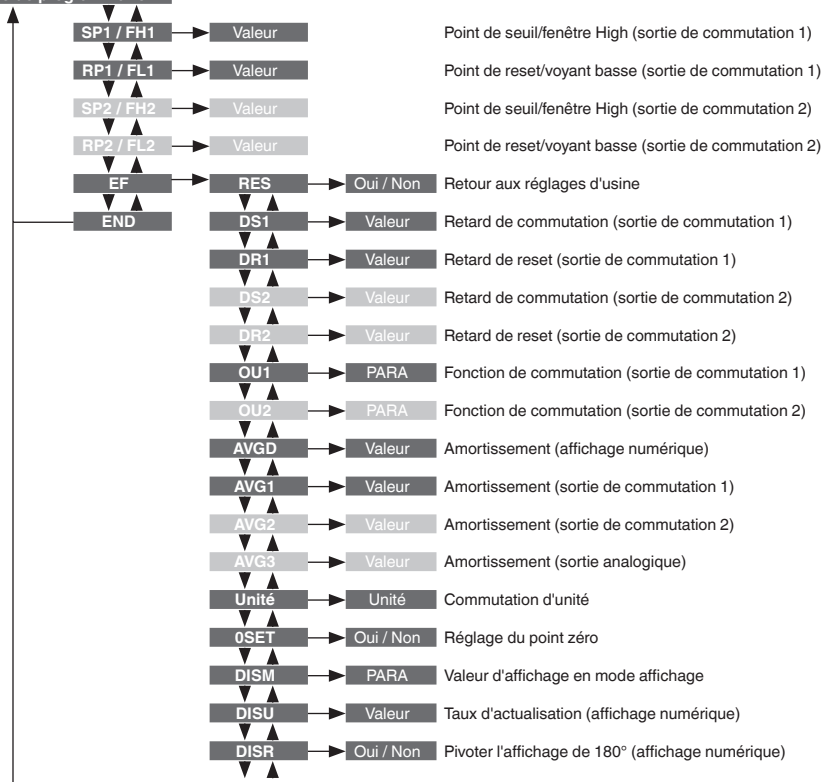 SP1 / FH1 Valeur Point de seuil/fenêtre High (sortie de commutation 1)
RP1 / FL1 Valeur Point de reset/voyant basse (sortie de commutation 1)
SP2 / FH2 Valeur Point de seuil/fenêtre High (sortie de commutation 2)
RP2 / FL2 Valeur Point de reset/voyant basse (sortie de commutation 2)
EF RES Oui / Non Retour aux réglages d'usine
END DS1 Valeur Retard de commutation (sortie de commutation 1)
DR1 Valeur Retard de reset (sortie de commutation 1)
DS2 Valeur Retard de commutation (sortie de commutation 2)
DR2 Valeur Retard de reset (sortie de commutation 2)
OU1 PARA Fonction de commutation (sortie de commutation 1)
OU2 PARA Fonction de commutation (sortie de commutation 2)
AVGD Valeur Amortissement (affichage numérique)
AVG1 Valeur Amortissement (sortie de commutation 1)
AVG2 Valeur Amortissement (sortie de commutation 2)
AVG3 Valeur Amortissement (sortie analogique)
Unité Unité Commutation d'unité
0SET Oui / Non Réglage du point zéro
DISM PARA Valeur d'affichage en mode affichage
DISU Valeur Taux d'actualisation (affichage numérique)
DISR Oui / Non Pivoter l'affichage de 180° (affichage numérique)